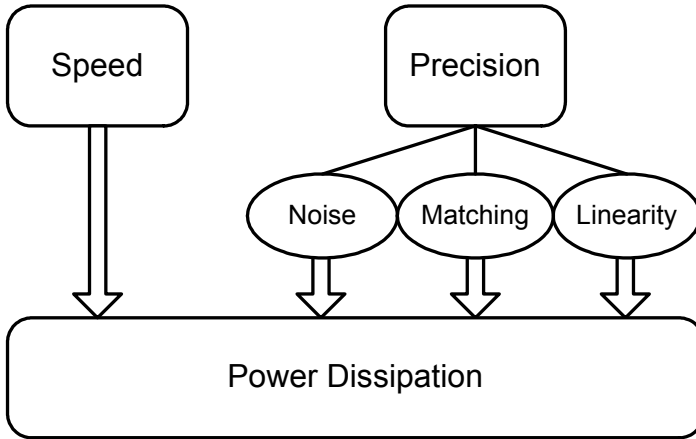 Speed
Precision
Noise
Matching
Linearity
Power Dissipation